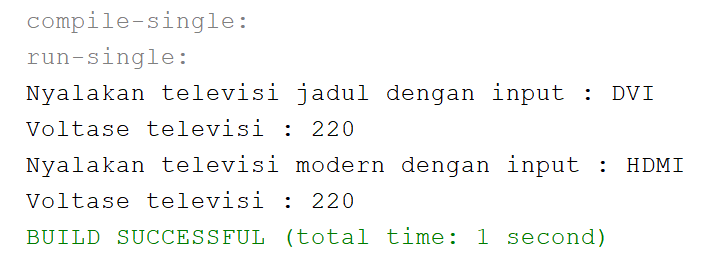 compile-single:
run-single:
Nyalakan televisi jadul dengan input : DVI
Voltase televisi : 220
Nyalakan televisi modern dengan input : HDMI
Voltase televisi : 220
BUILD SUCCESSFUL (total time: 1 second)